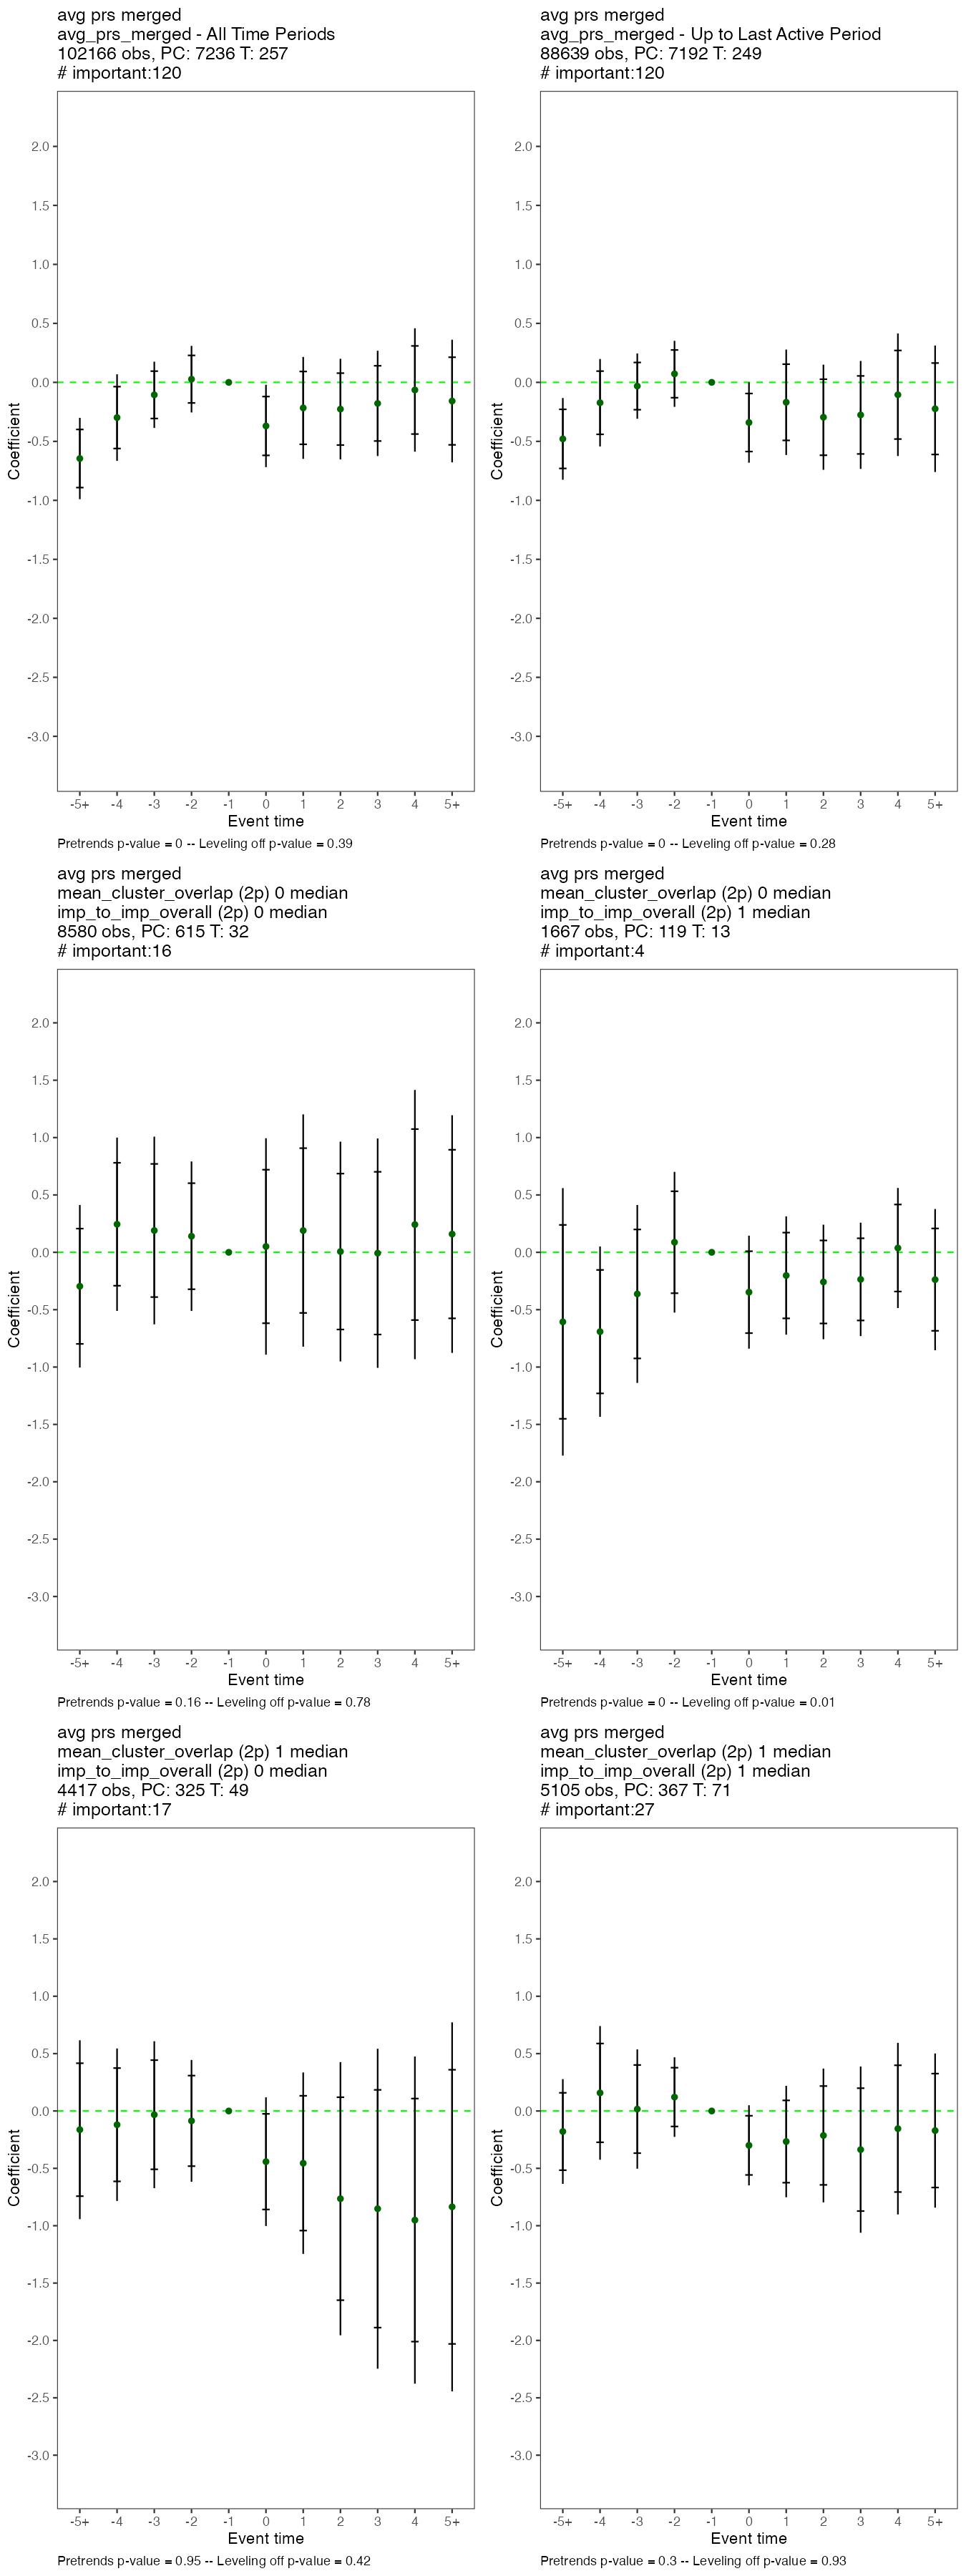 avg prs merged
avg_prs_merged - All Time Periods
102166 obs, PC: 7236 T: 257
# important:120
2.0
1.5
1.0
0.5
0.0
-0.5
-1.0
-1.5
-2.0
-2.5
-3.0
Coefficient
-5+ -4 -3 -2 -1 0 1 2 3 4 5+
Event time
Pretrends p-value = 0 -- Leveling off p-value = 0.39
avg prs merged
avg_prs_merged - Up to Last Active Period
88639 obs, PC: 7192 T: 249
# important:120
2.0
1.5
1.0
0.5
0.0
-0.5
-1.0
-1.5
-2.0
-2.5
-3.0
Coefficient
-5+ -4 -3 -2 -1 0 1 2 3 4 5+
Event time
Pretrends p-value = 0 -- Leveling off p-value = 0.28
avg prs merged
mean_cluster_overlap (2p) 0 median
imp_to_imp_overall (2p) 0 median
8580 obs, PC: 615 T: 32
# important:16
2.0
1.5
1.0
0.5
0.0
-0.5
-1.0
-1.5
-2.0
-2.5
-3.0
Coefficient
-5+ -4 -3 -2 -1 0 1 2 3 4 5+
Event time
Pretrends p-value = 0.16 -- Leveling off p-value = 0.78
avg prs merged
mean_cluster_overlap (2p) 0 median
imp_to_imp_overall (2p) 1 median
1667 obs, PC: 119 T: 13
# important:4
2.0
1.5
1.0
0.5
0.0
-0.5
-1.0
-1.5
-2.0
-2.5
-3.0
Coefficient
-5+ -4 -3 -2 -1 0 1 2 3 4 5+
Event time
Pretrends p-value = 0 -- Leveling off p-value = 0.01
avg prs merged
mean_cluster_overlap (2p) 1 median
imp_to_imp_overall (2p) 0 median
4417 obs, PC: 325 T: 49
# important:17
2.0
1.5
1.0
0.5
0.0
-0.5
-1.0
-1.5
-2.0
-2.5
-3.0
Coefficient
-5+ -4 -3 -2 -1 0 1 2 3 4 5+
Event time
Pretrends p-value = 0.95 -- Leveling off p-value = 0.42
avg prs merged
mean_cluster_overlap (2p) 1 median
imp_to_imp_overall (2p) 1 median
5105 obs, PC: 367 T: 71
# important:27
2.0
1.5
1.0
0.5
0.0
-0.5
-1.0
-1.5
-2.0
-2.5
-3.0
Coefficient
-5+ -4 -3 -2 -1 0 1 2 3 4 5+
Event time
Pretrends p-value = 0.3 -- Leveling off p-value = 0.93